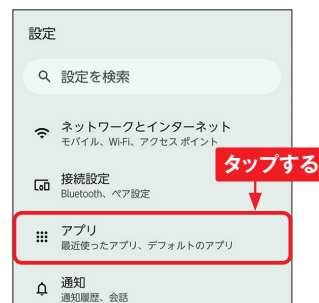 設定
設定を検索
ネットワークとインターネット
モバイル、Wi-Fi、アクセス ポイント
タップする
接続設定
Bluetooth、ペア設定
アプリ
最近使ったアプリ、デフォルトのアプリ
通知
通知履歴、会話